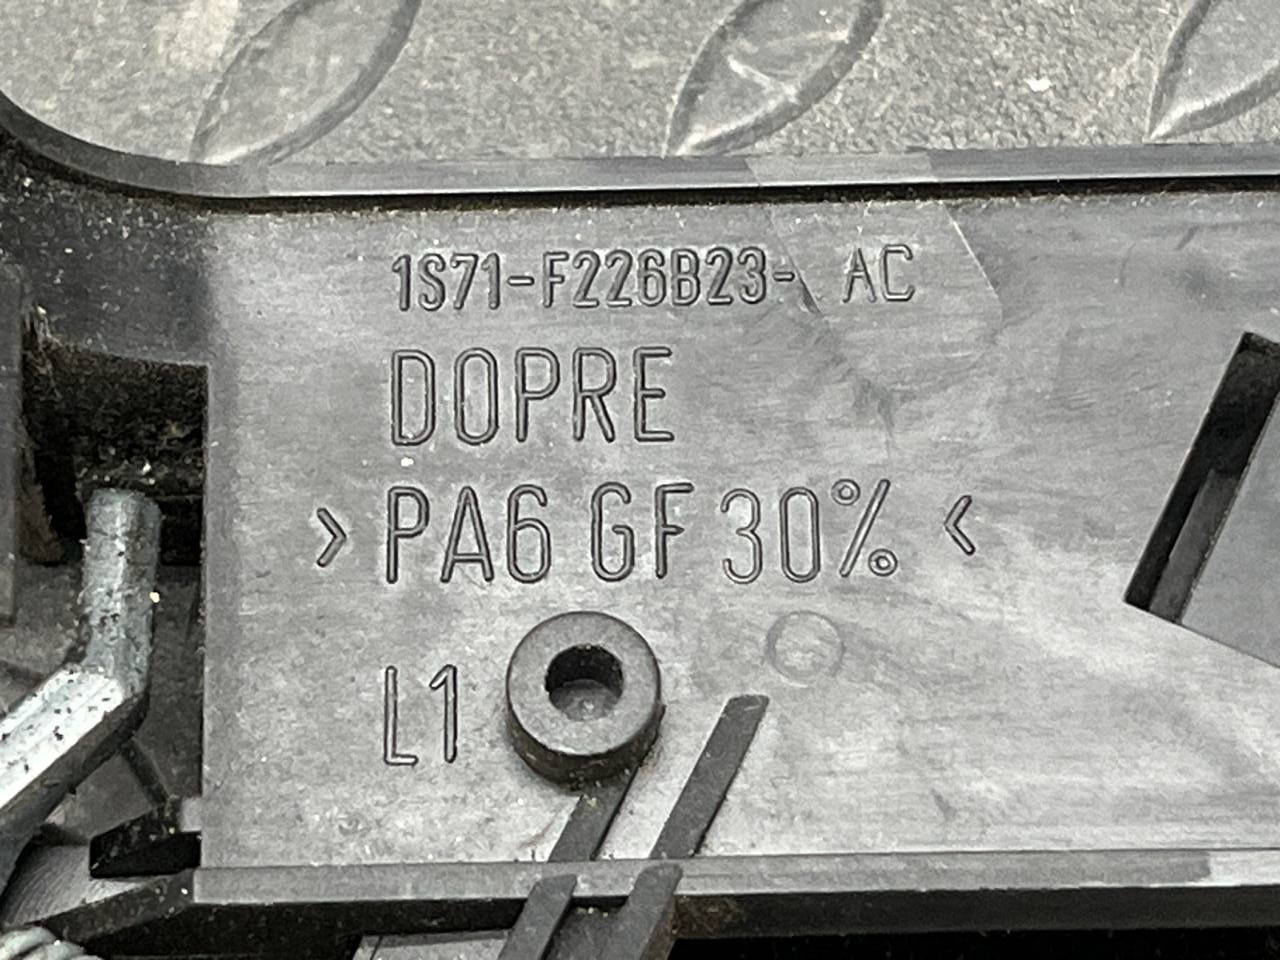 1S71-F226B23- AC
DOPRE
>PA6 GF 30% <
L1